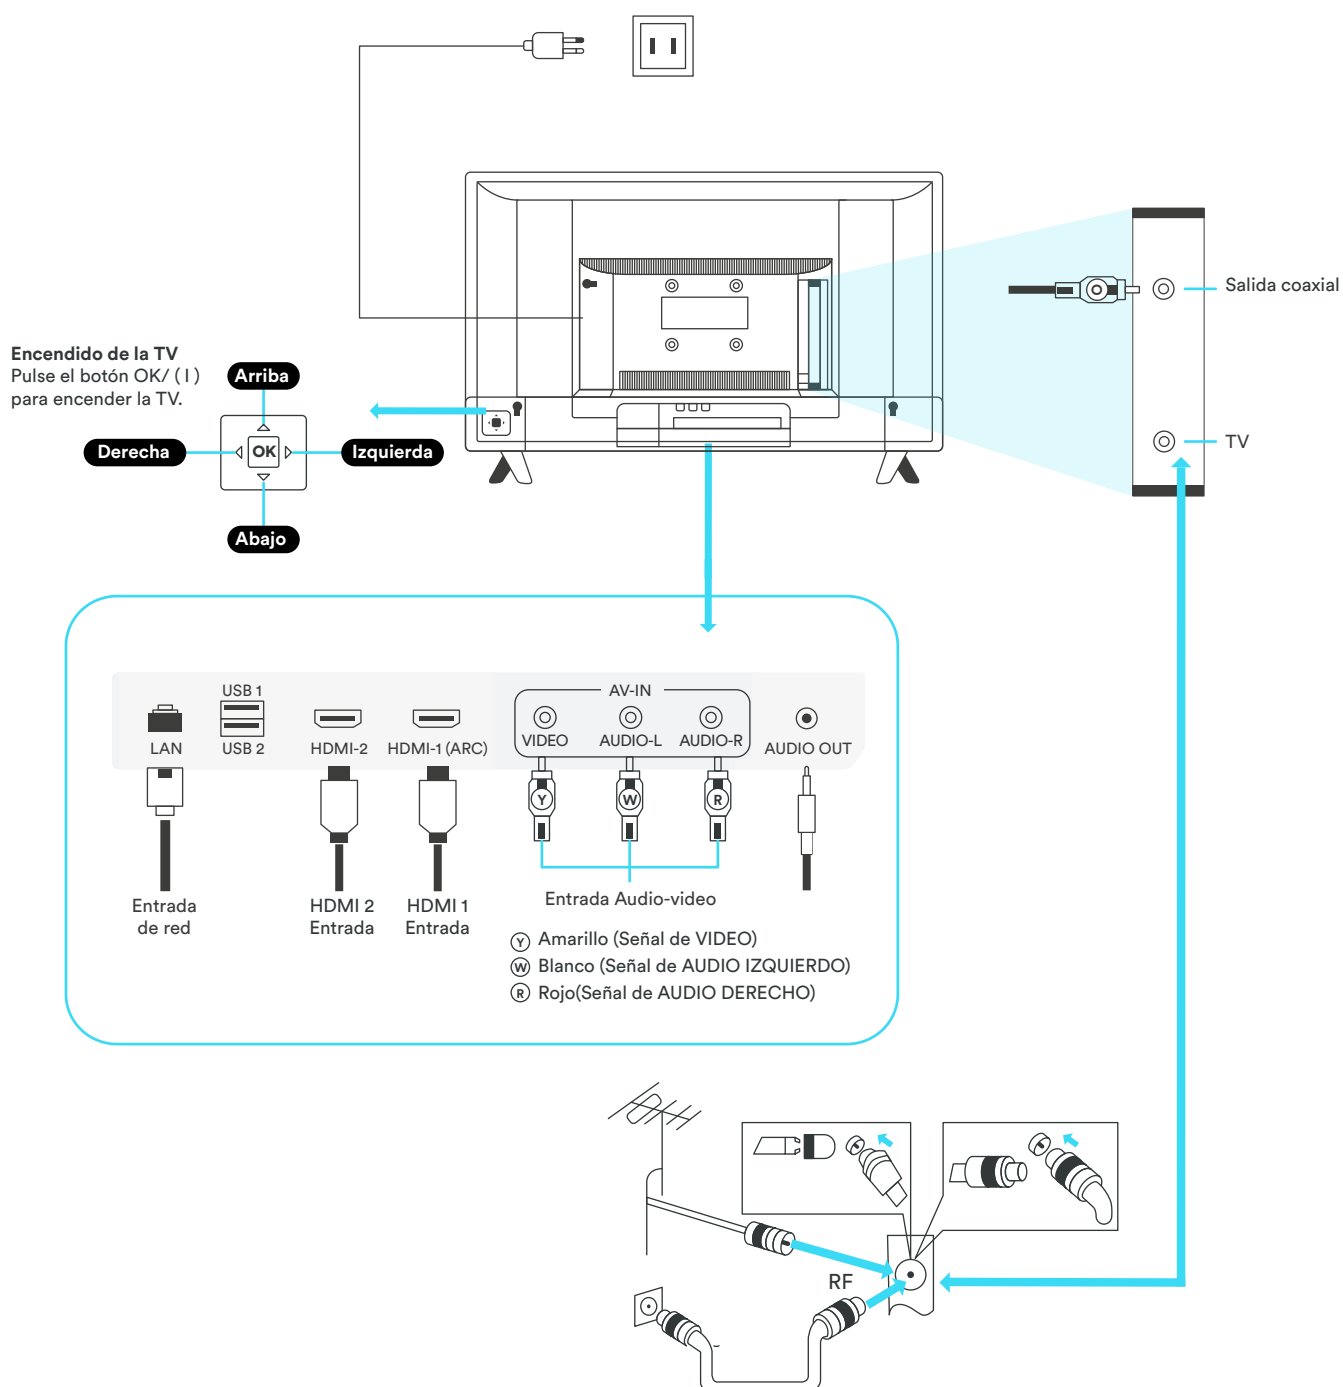 Salida coaxial
Encendido de la TV
Pulse el botón OK/ ( I )
para encender la TV.
Arriba
Derecha
OK
Izquierda
Abajo
TV
USB 1
AV-IN
LAN
USB 2
HDMI-2
HDMI-1 (ARC)
VIDEO
AUDIO-L
AUDIO-R
AUDIO OUT
Y
W
R
Entrada
de red
HDMI 2
Entrada
HDMI 1
Entrada
Entrada Audio-video
Y Amarillo (Señal de VIDEO)
W Blanco (Señal de AUDIO IZQUIERDO)
R Rojo(Señal de AUDIO DERECHO)
RF